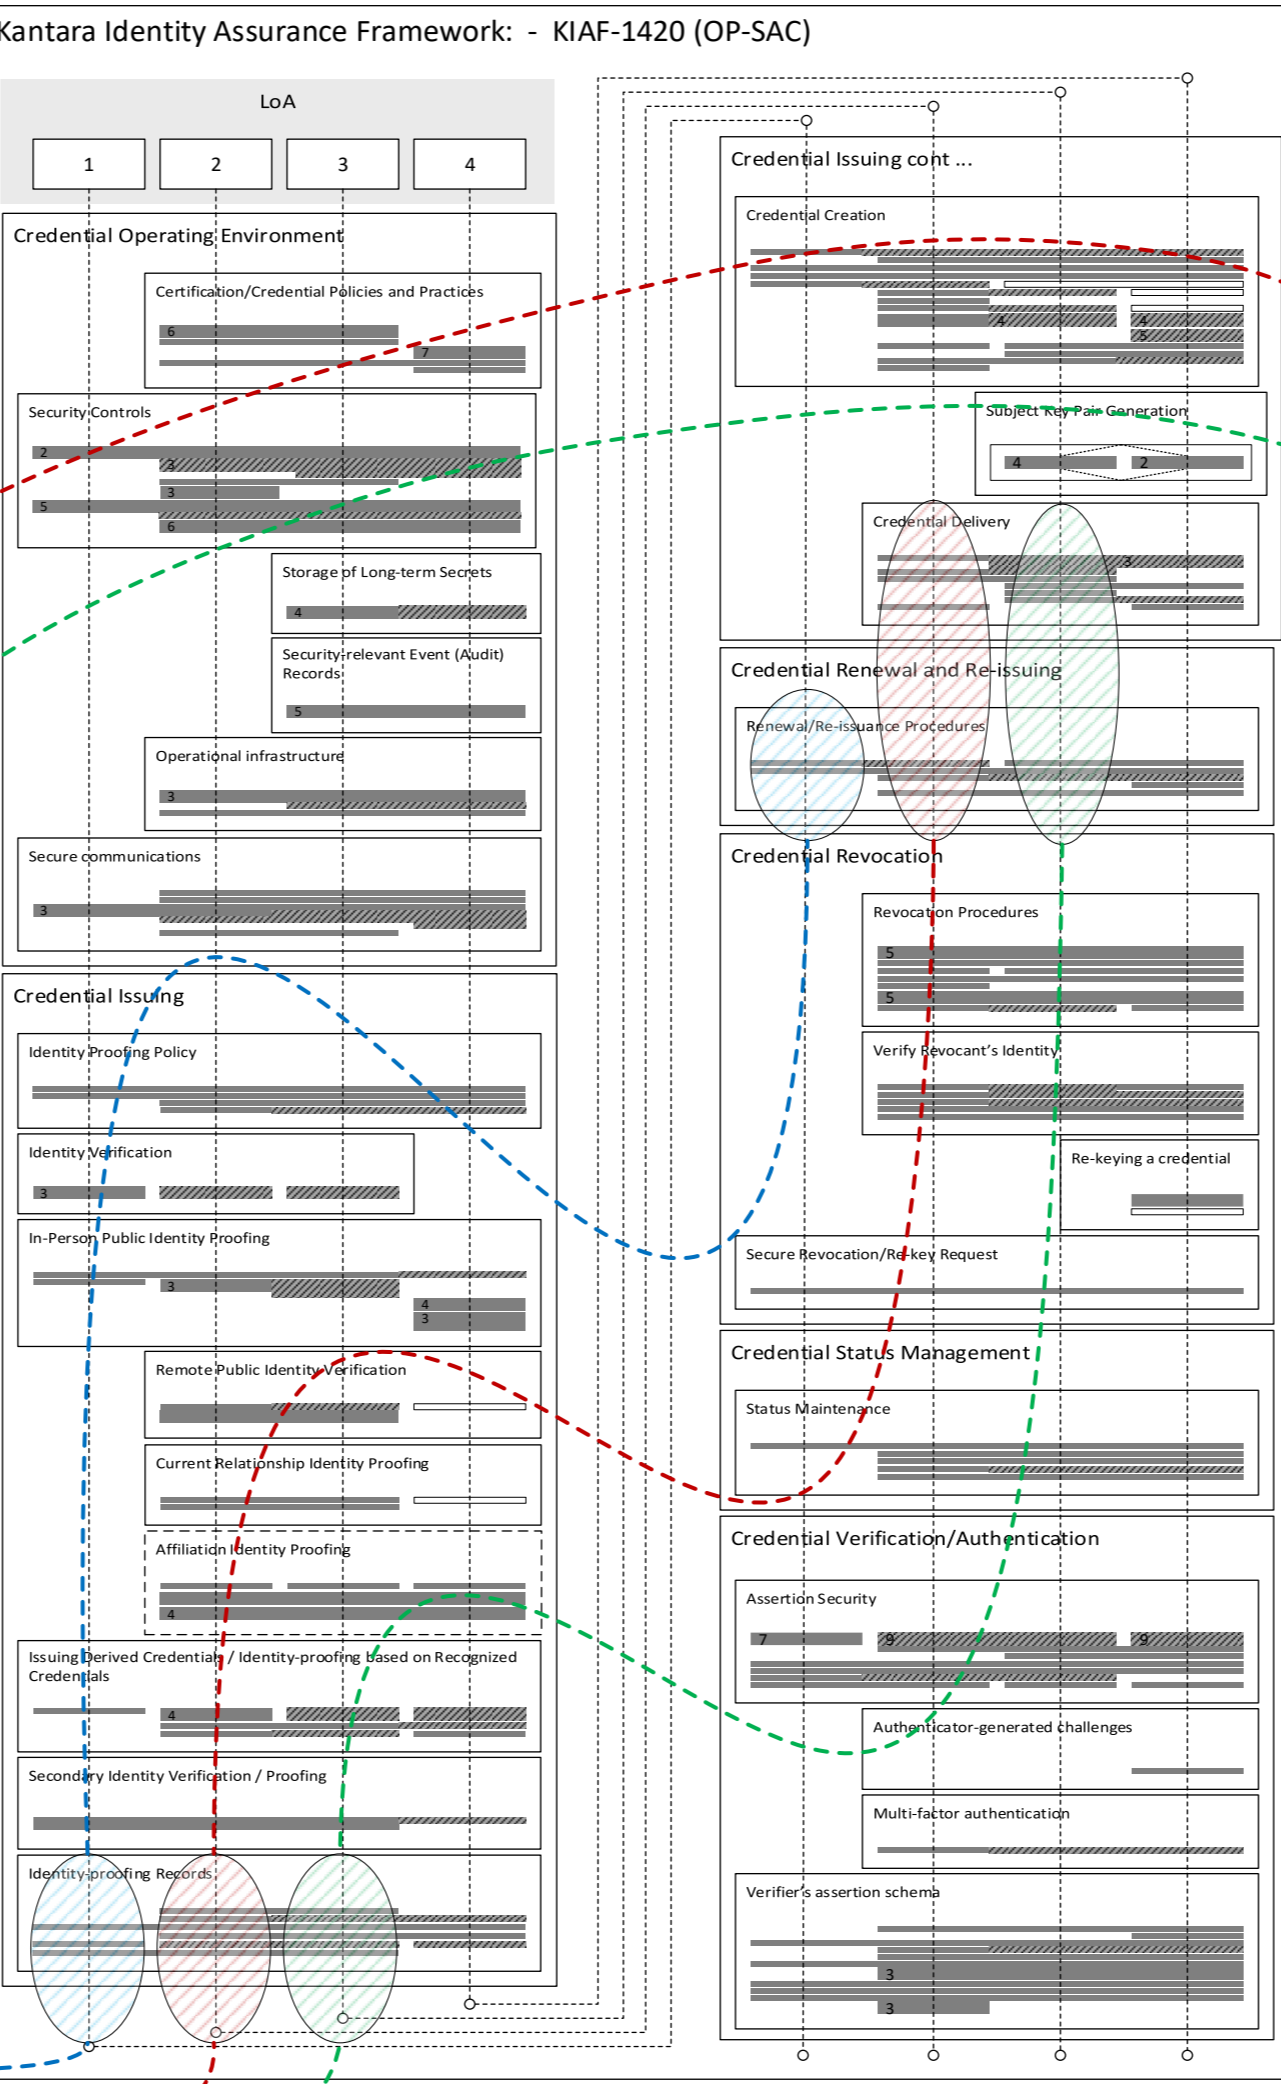 Kantara Identity Assurance Framework: - KIAF-1420 (OP-SAC)
LoA
1 2 3 4
Credential Operating Environment
Certification/Credential Policies and Practices
6
7
Security Controls
2
3
3
5
6
Storage of Long-term Secrets
4
Security-relevant Event (Audit)
Records
5
Operational infrastructure
3
Secure communications
3
Credential Issuing
Identity Proofing Policy
Identity Verification
3
In-Person Public Identity Proofing
3
4
3
Remote Public Identity Verification
Current Relationship Identity Proofing
Affiliation Identity Proofing
4
Issuing Derived Credentials / Identity-proofing based on Recognized
Credentials
4
Secondary Identity Verification / Proofing
Identity-proofing Records
Credential Issuing cont ...
Credential Creation
4 4
5
Subject Key Pair Generation
4 2
Credential Delivery
3
Credential Renewal and Re-issuing
Renewal/Re-issuance Procedures
Credential Revocation
Revocation Procedures
5
5
Verify Revocant's Identity
Re-keying a credential
Secure Revocation/Re-key Request
Credential Status Management
Status Maintenance
Credential Verification/Authentication
Assertion Security
7 9 9
Authenticator-generated challenges
Multi-factor authentication
Verifier's assertion schema
3
3